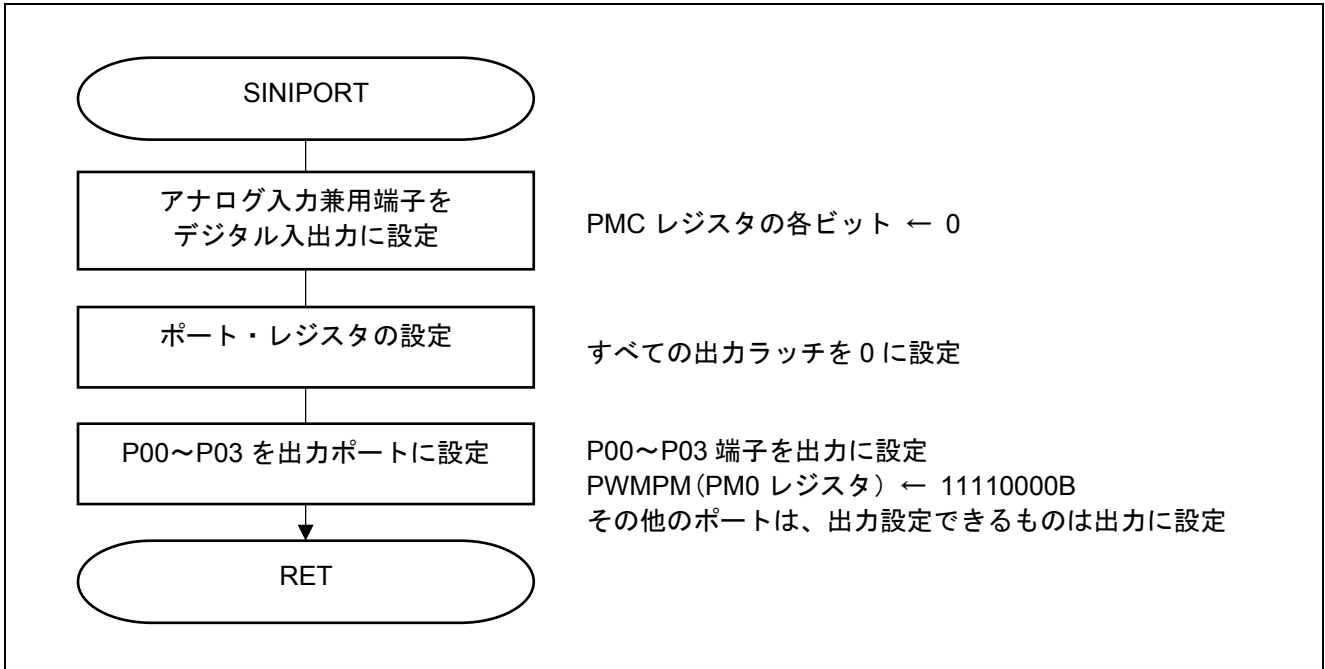 SINIPORT
アナログ入力兼用端子を
デジタル入出力に設定
PMC レジスタの各ビット ← 0
ポート・レジスタの設定
すべての出力ラッチを 0 に設定
P00～P03 を出力ポートに設定
P00～P03 端子を出力に設定
PWMPM（PM0 レジスタ） ← 11110000B
その他のポートは、出力設定できるものは出力に設定
RET